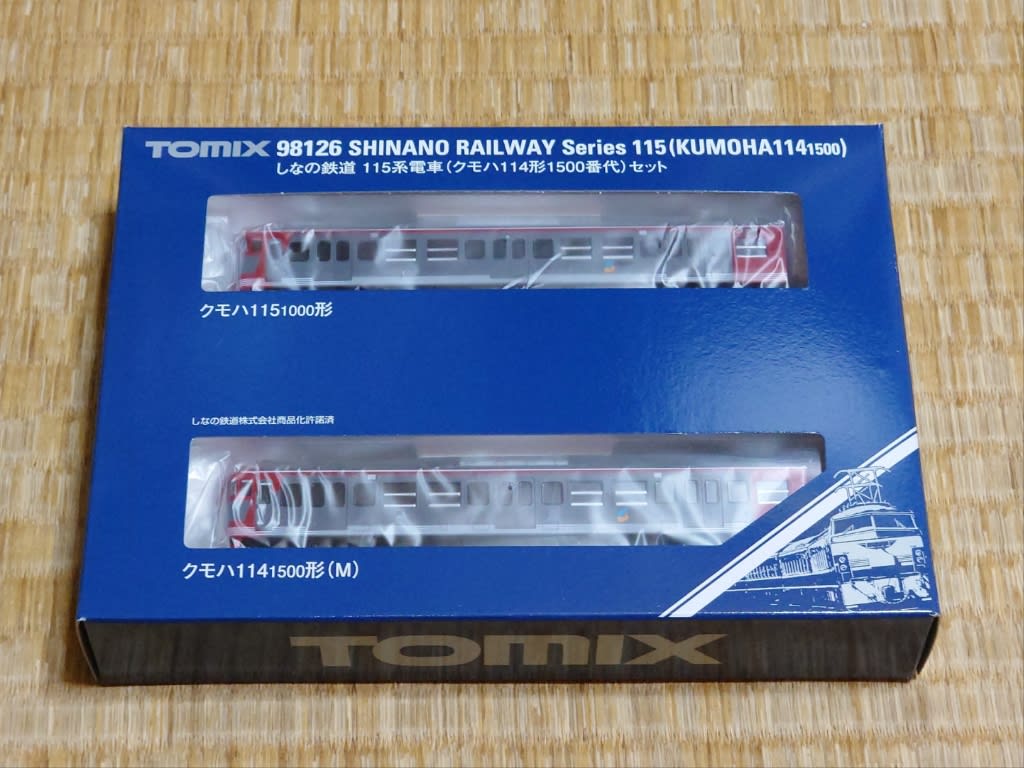 TOMIX 98126 SHINANO RAILWAY Series 115(KUMOHA1141500)
しなの鉄道 115系電車(クモハ114形1500番代)セット
クモハ1151000形
しなの鉄道株式会社商品化許諾済
クモハ1141500形(M)
TOMIX